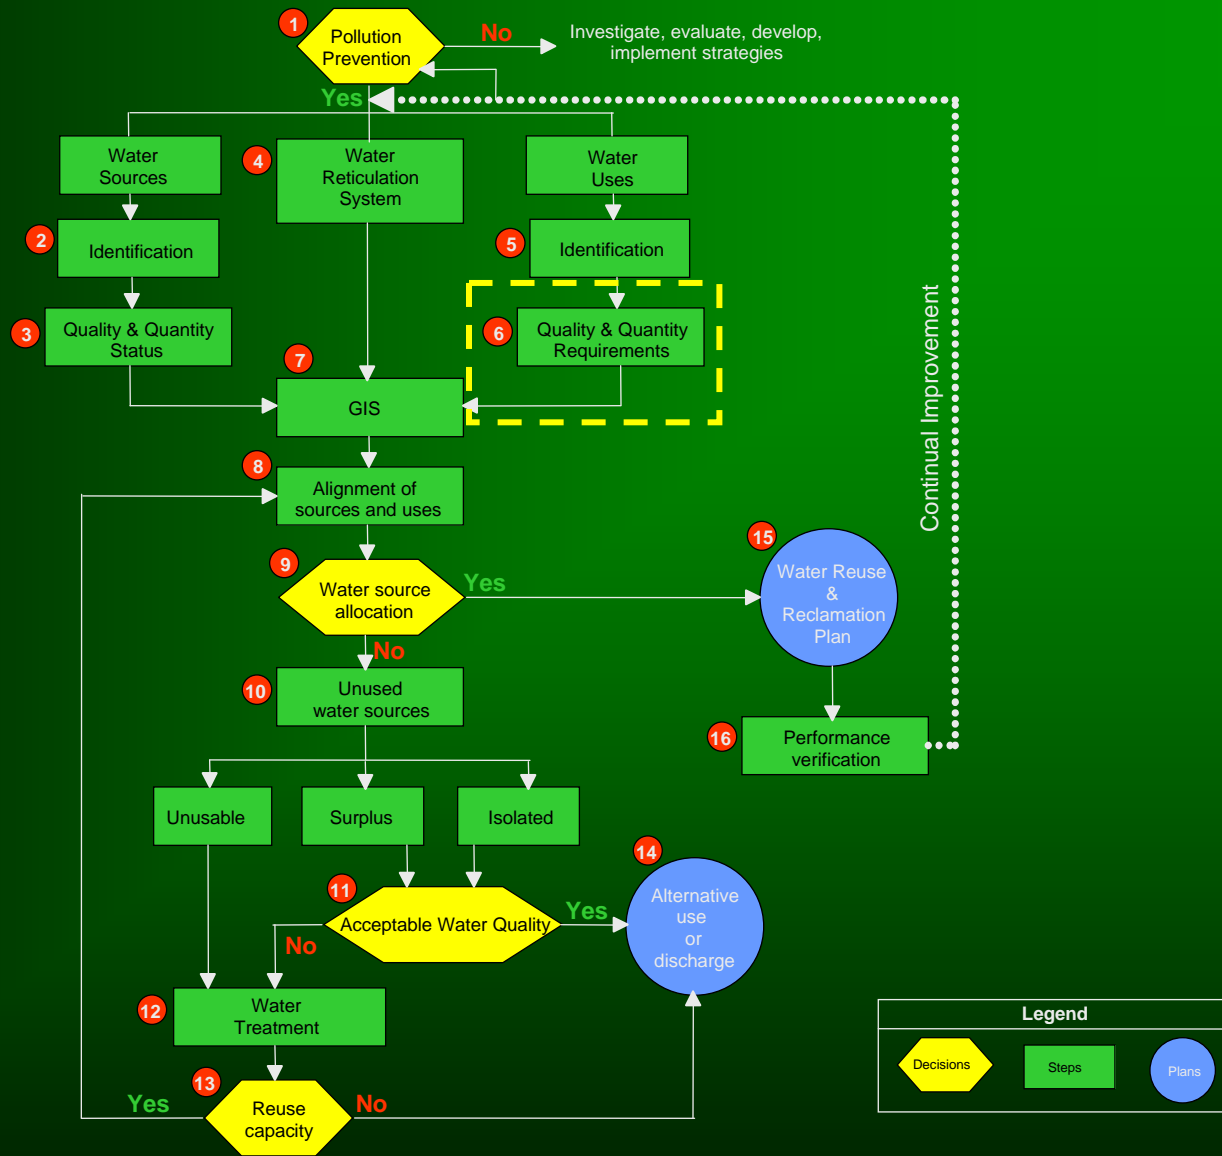 1
Pollution
Prevention
No
Investigate, evaluate, develop,
implement strategies
Yes
Water
Sources
4
Water
Reticulation
System
Water
Uses
2
Identification
5
Identification
3
Quality & Quantity
Status
6
Quality & Quantity
Requirements
7
GIS
Continual Improvement
8
Alignment of
sources and uses
9
Water source
allocation
Yes
No
15
Water Reuse
&
Reclamation
Plan
10
Unused
water sources
16
Performance
verification
Unusable
Surplus
Isolated
11
Acceptable Water Quality
Yes
No
14
Alternative
use
or
discharge
12
Water
Treatment
13
Reuse
capacity
Yes
No
Legend
Decisions
Steps
Plans